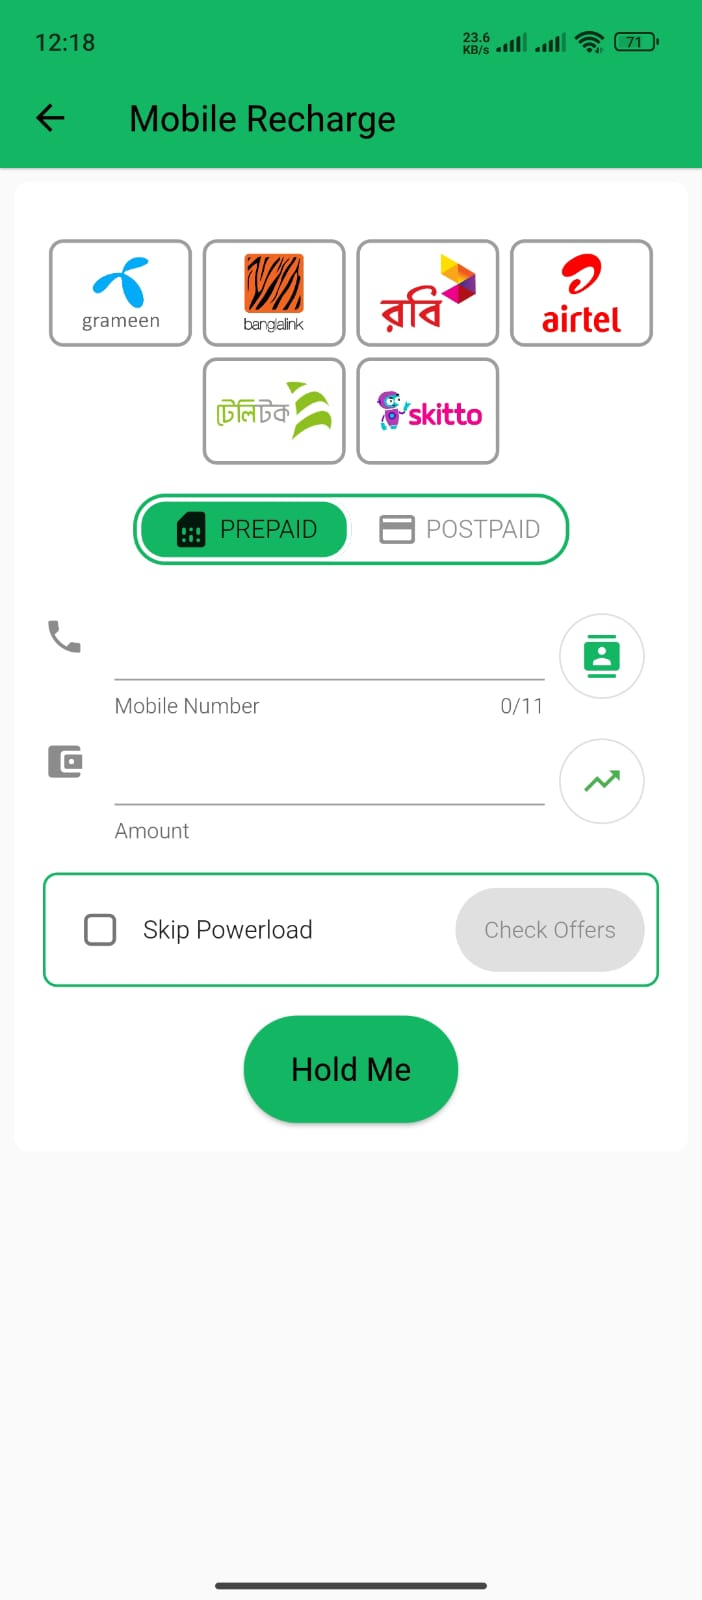 12:18
23.6
KB/s
71
Mobile Recharge
grameen
banglalink
রবি
airtel
টেলিটক
skitto
PREPAID
POSTPAID
Mobile Number
0/11
Amount
Skip Powerload
Check Offers
Hold Me